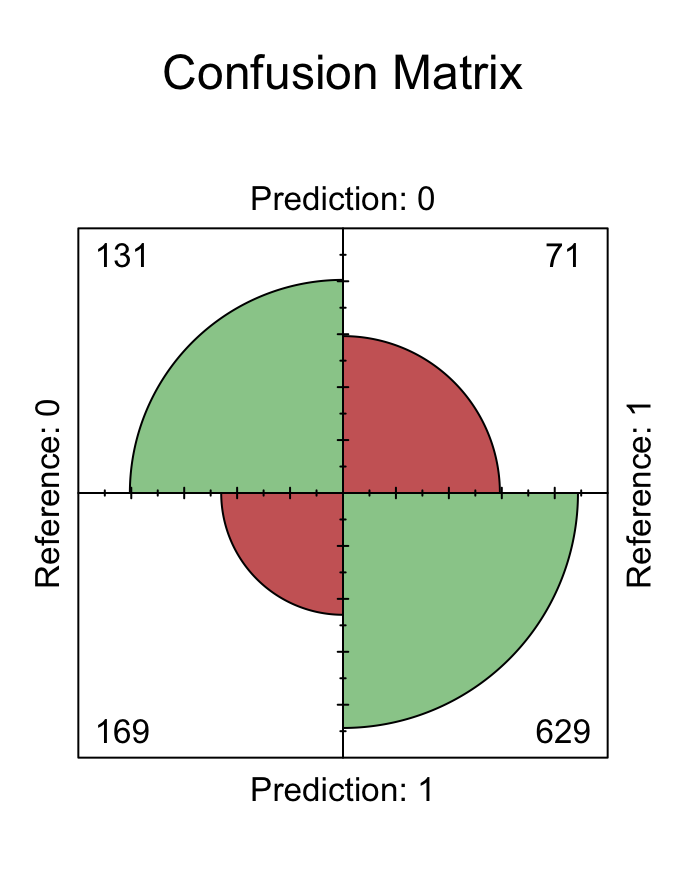 Confusion Matrix
Prediction: 0
131
71
Reference: 0
Reference: 1
169
629
Prediction: 1